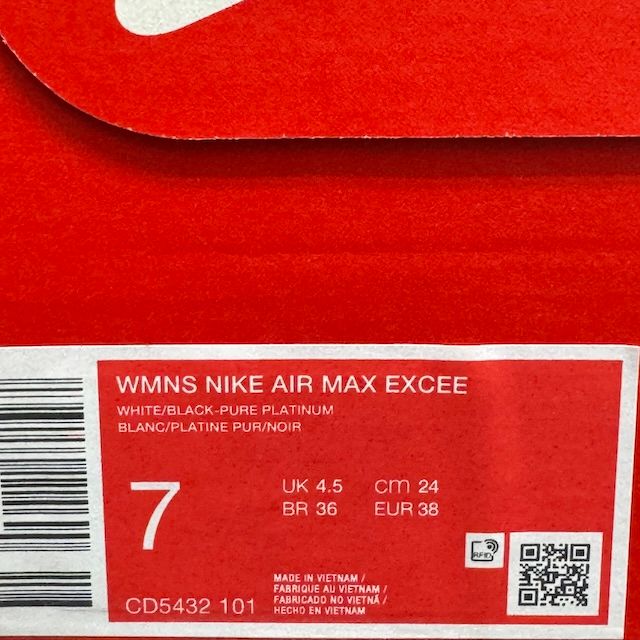 WMNS NIKE AIR MAX EXCEE
WHITE/BLACK-PURE PLATINUM
BLANC/PLATINE PUR/NOIR
7
UK 4.5 cm 24
BR 36 EUR 38
RFID
CD5432 101
MADE IN VIETNAM /
FABRIQUE AU VIETNAM /
FABRICADO NO VIETNÃ /
HECHO EN VIETNAM